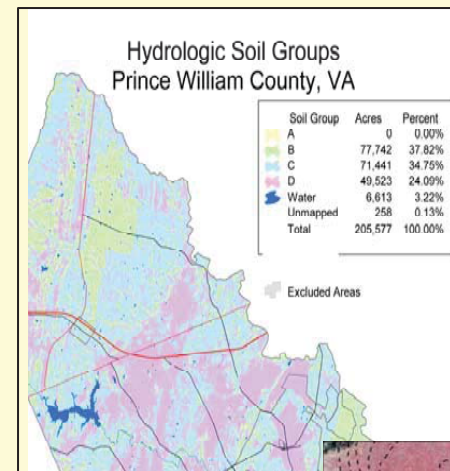 Hydrologic Soil Groups
Prince William County, VA
Soil Group Acres Percent
A 0 0.00%
B 77,742 37.82%
C 71,441 34.75%
D 49,523 24.09%
Water 6,613 3.22%
Unmapped 258 0.13%
Total 205,577 100.00%
Excluded Areas